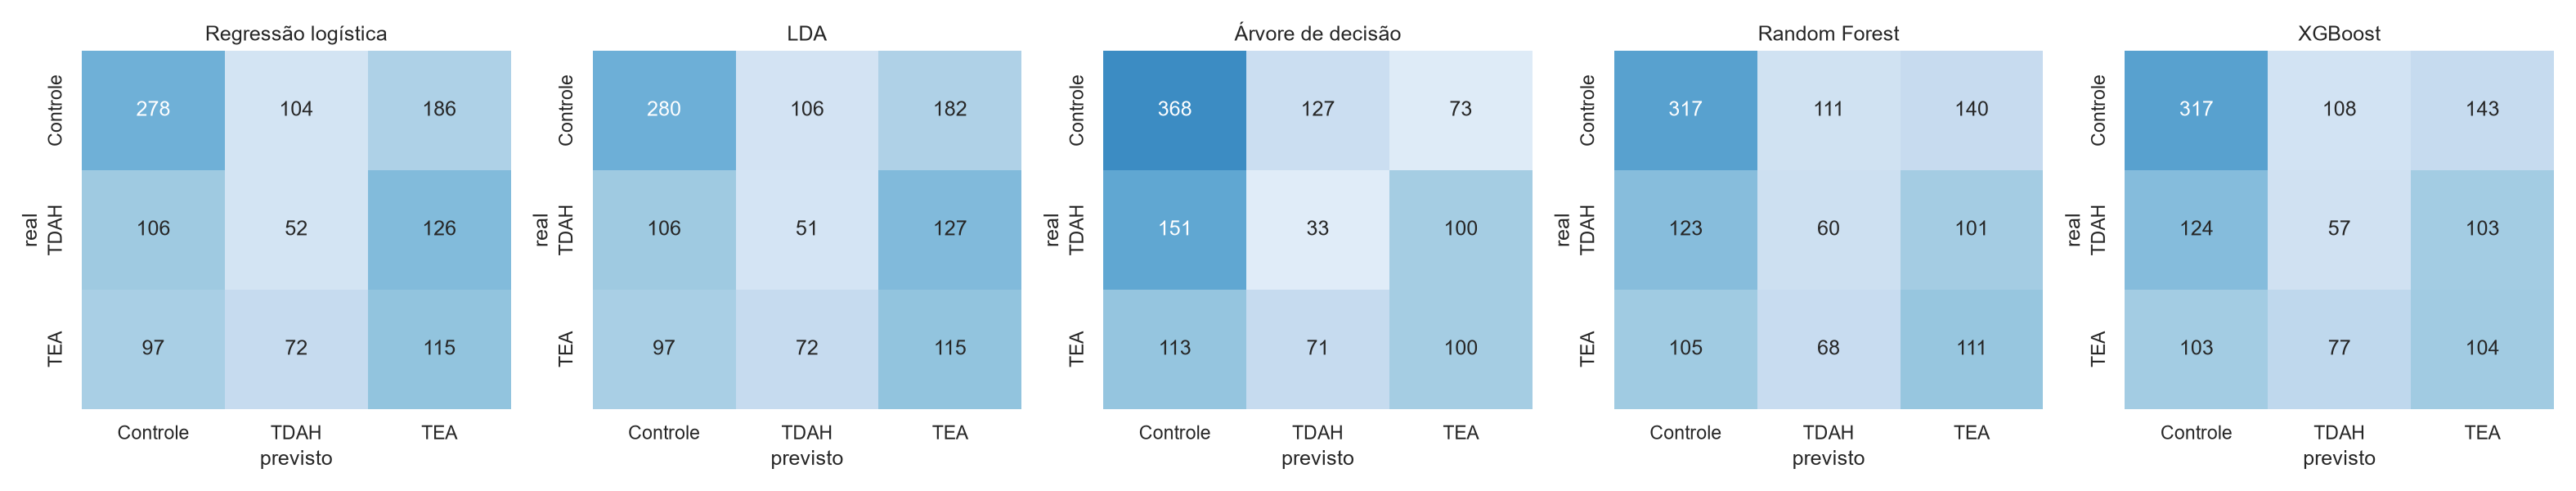 Regressão logística
Controle 278 104 186
real
TDAH 106 52 126
TEA 97 72 115
Controle TDAH TEA
previsto
LDA
Controle 280 106 182
real
TDAH 106 51 127
TEA 97 72 115
Controle TDAH TEA
previsto
Árvore de decisão
Controle 368 127 73
real
TDAH 151 33 100
TEA 113 71 100
Controle TDAH TEA
previsto
Random Forest
Controle 317 111 140
real
TDAH 123 60 101
TEA 105 68 111
Controle TDAH TEA
previsto
XGBoost
Controle 317 108 143
real
TDAH 124 57 103
TEA 103 77 104
Controle TDAH TEA
previsto